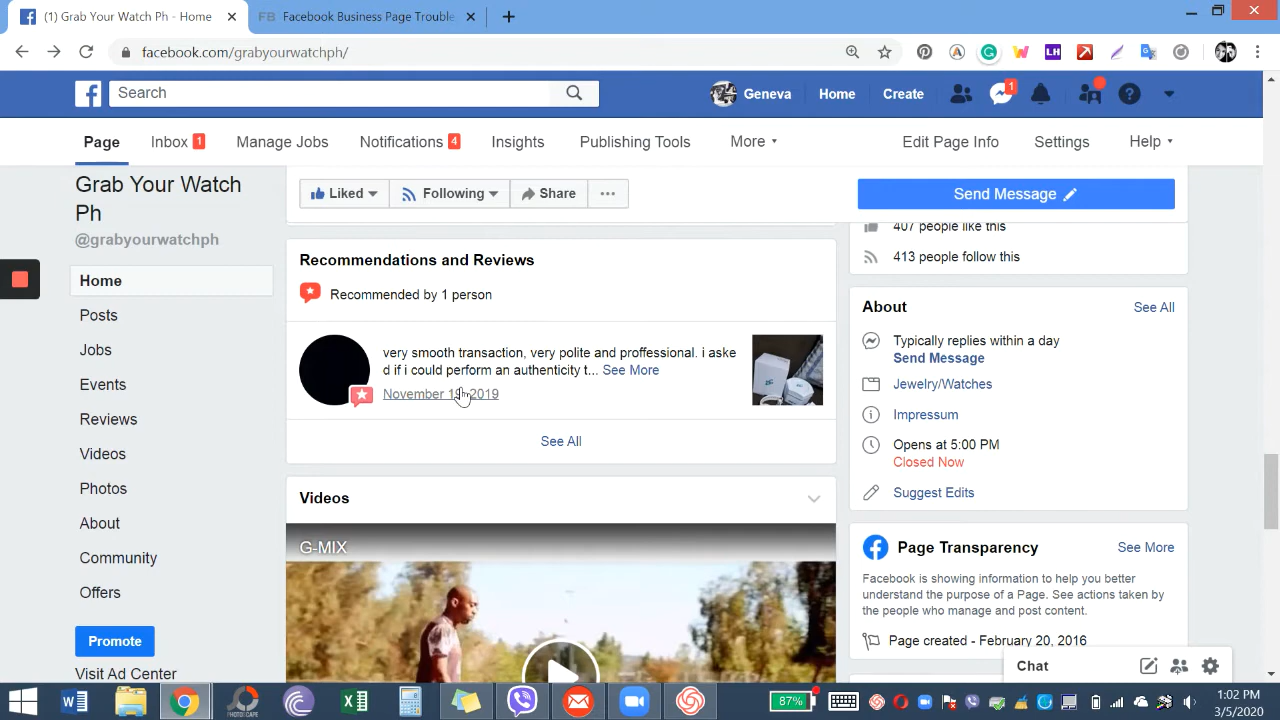 (1) Grab Your Watch Ph - Home
FB Facebook Business Page Trouble
facebook.com/grabyourwatchph/
Search
Geneva
Home
Create
1
Page
Inbox 1
Manage Jobs
Notifications 4
Insights
Publishing Tools
More
Edit Page Info
Settings
Help
Grab Your Watch
Ph
@grabyourwatchph
Home
Posts
Jobs
Events
Reviews
Videos
Photos
About
Community
Offers
Promote
Visit Ad Center
Liked
Following
Share
Send Message
Recommendations and Reviews
Recommended by 1 person
very smooth transaction, very polite and proffessional. i aske
d if i could perform an authenticity t... See More
November 2019
See All
Videos
G-MIX
407 people like this
413 people follow this
About
See All
Typically replies within a day
Send Message
Jewelry/Watches
Impressum
Opens at 5:00 PM
Closed Now
Suggest Edits
Page Transparency
See More
Facebook is showing information to help you better
understand the purpose of a Page. See actions taken by
the people who manage and post content.
Page created - February 20, 2016
Chat
87%
1:02 PM
3/5/2020